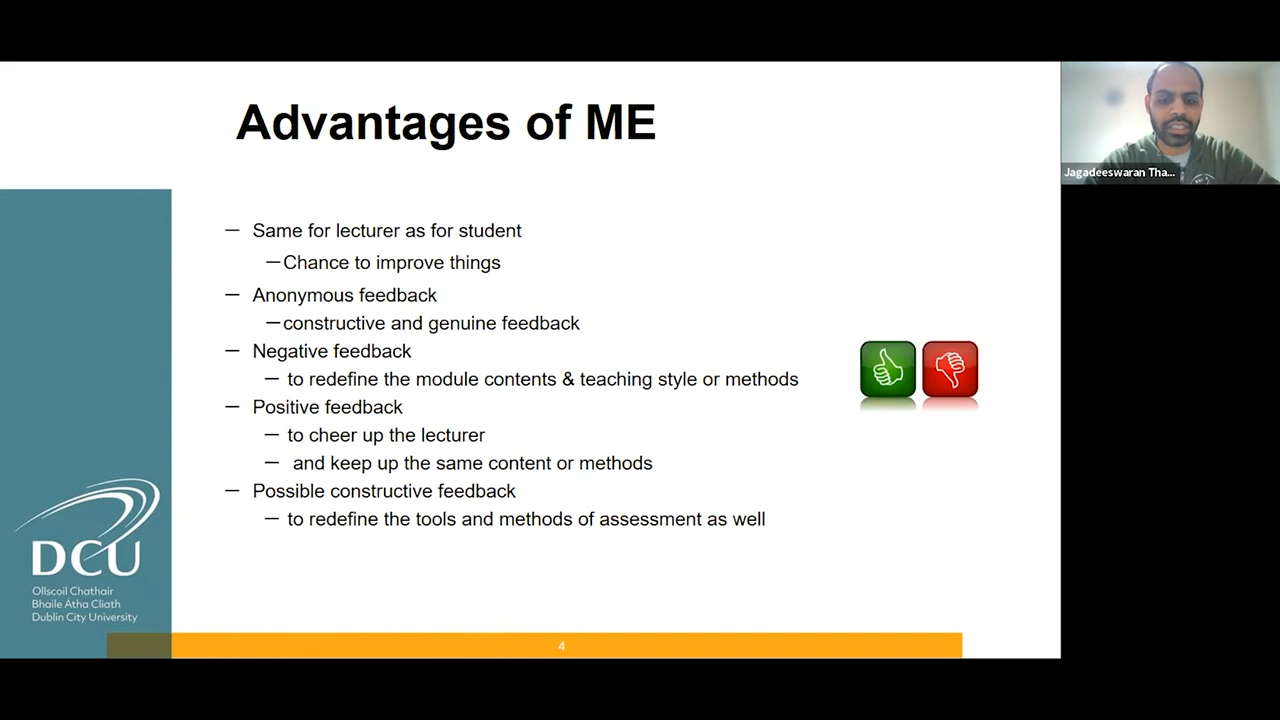 Advantages of ME
Jagadeeswaran Tha...
— Same for lecturer as for student
—Chance to improve things
— Anonymous feedback
—constructive and genuine feedback
— Negative feedback
— to redefine the module contents & teaching style or methods
— Positive feedback
— to cheer up the lecturer
— and keep up the same content or methods
— Possible constructive feedback
— to redefine the tools and methods of assessment as well
DCU
Ollscoil Chathair
Bhaile Átha Cliath
Dublin City University
4